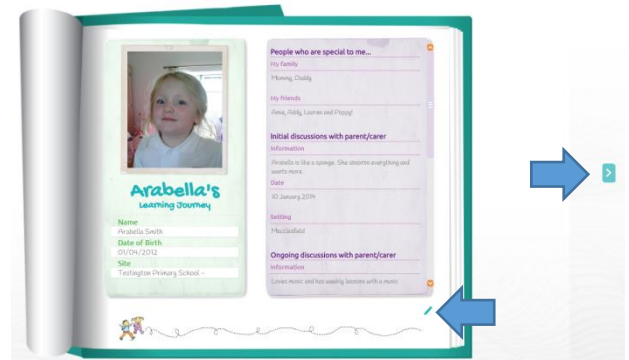 Arabella's
Learning Journey
Name
Arabella Smith
Date of Birth
01/04/2012
Site
Testington Primary School -
People who are special to me...
My family
Mommy, Daddy
My friends
Amie, Addy, Lauren and Poppy!
Initial discussions with parent/carer
Information
Arabella is like a sponge. She absorbs everything and
wants more.
Date
10 January 2014
Setting
Macclesfield
Ongoing discussions with parent/carer
Information
Loves music and has weekly lessons with a music